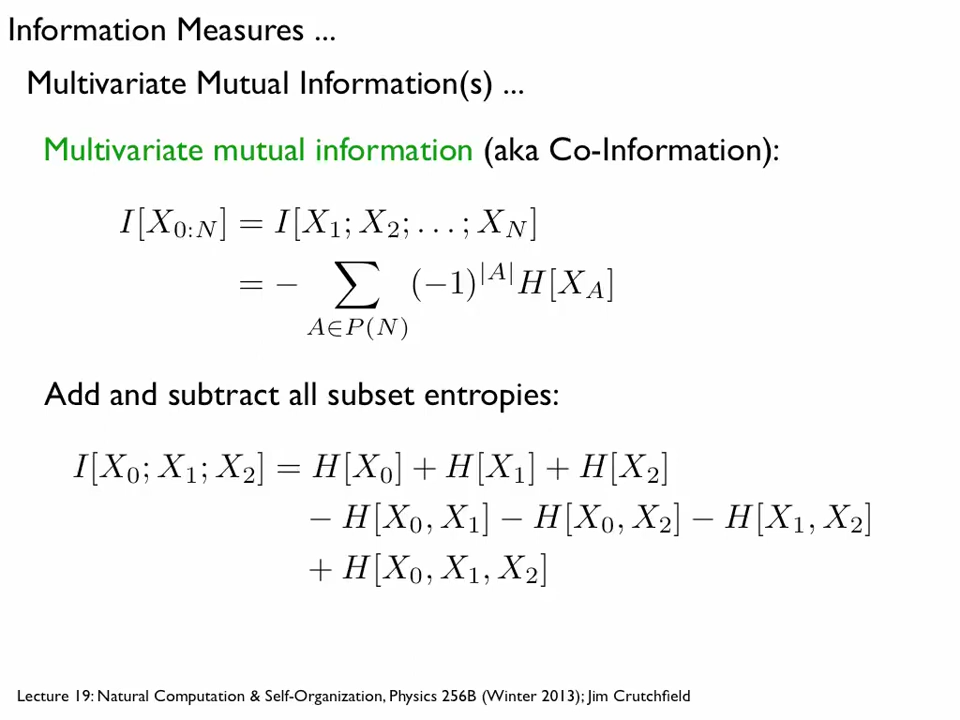 Information Measures ...
Multivariate Mutual Information(s) ...
Multivariate mutual information (aka Co-Information):
I[X_{0:N}] = I[X_1; X_2; . . . ; X_N]
= − ∑_{A∈P(N)} (−1)^{|A|} H[X_A]
Add and subtract all subset entropies:
I[X_0; X_1; X_2] = H[X_0] + H[X_1] + H[X_2]
− H[X_0, X_1] − H[X_0, X_2] − H[X_1, X_2]
+ H[X_0, X_1, X_2]
Lecture 19: Natural Computation & Self-Organization, Physics 256B (Winter 2013); Jim Crutchfield